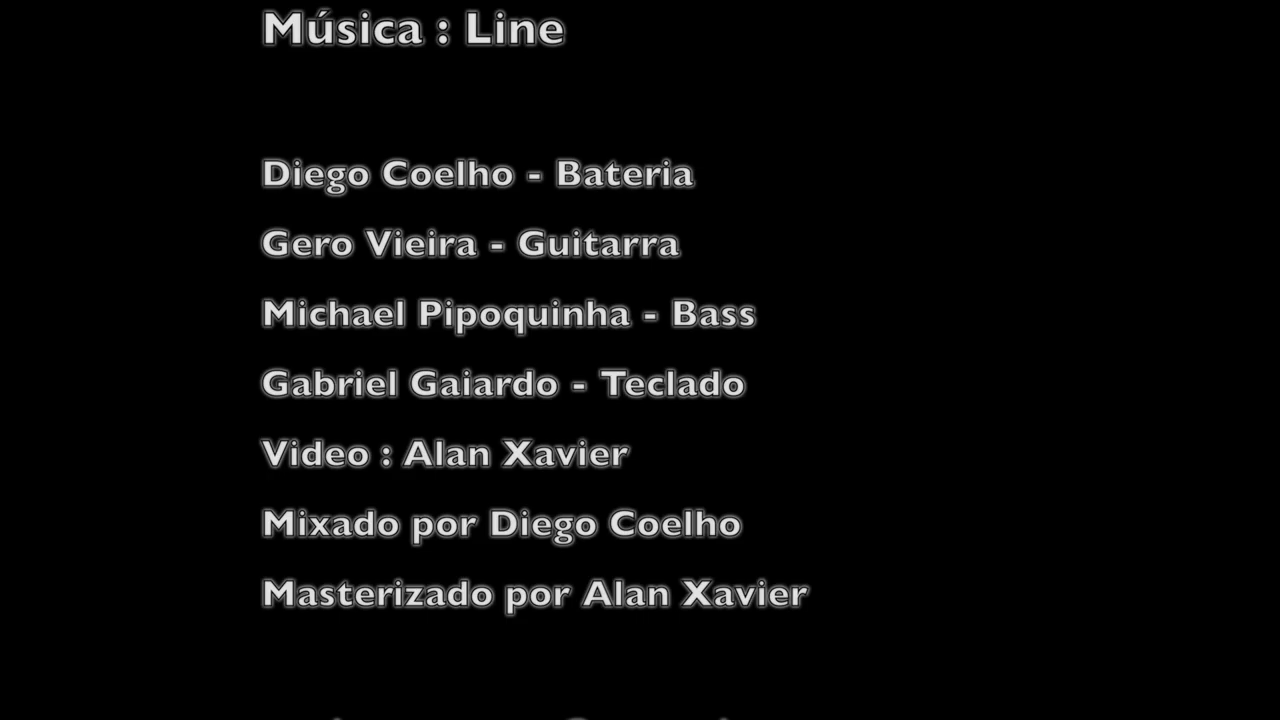 Música : Line
Diego Coelho - Bateria
Gero Vieira - Guitarra
Michael Pipoquinha - Bass
Gabriel Gaiardo - Teclado
Video : Alan Xavier
Mixado por Diego Coelho
Masterizado por Alan Xavier